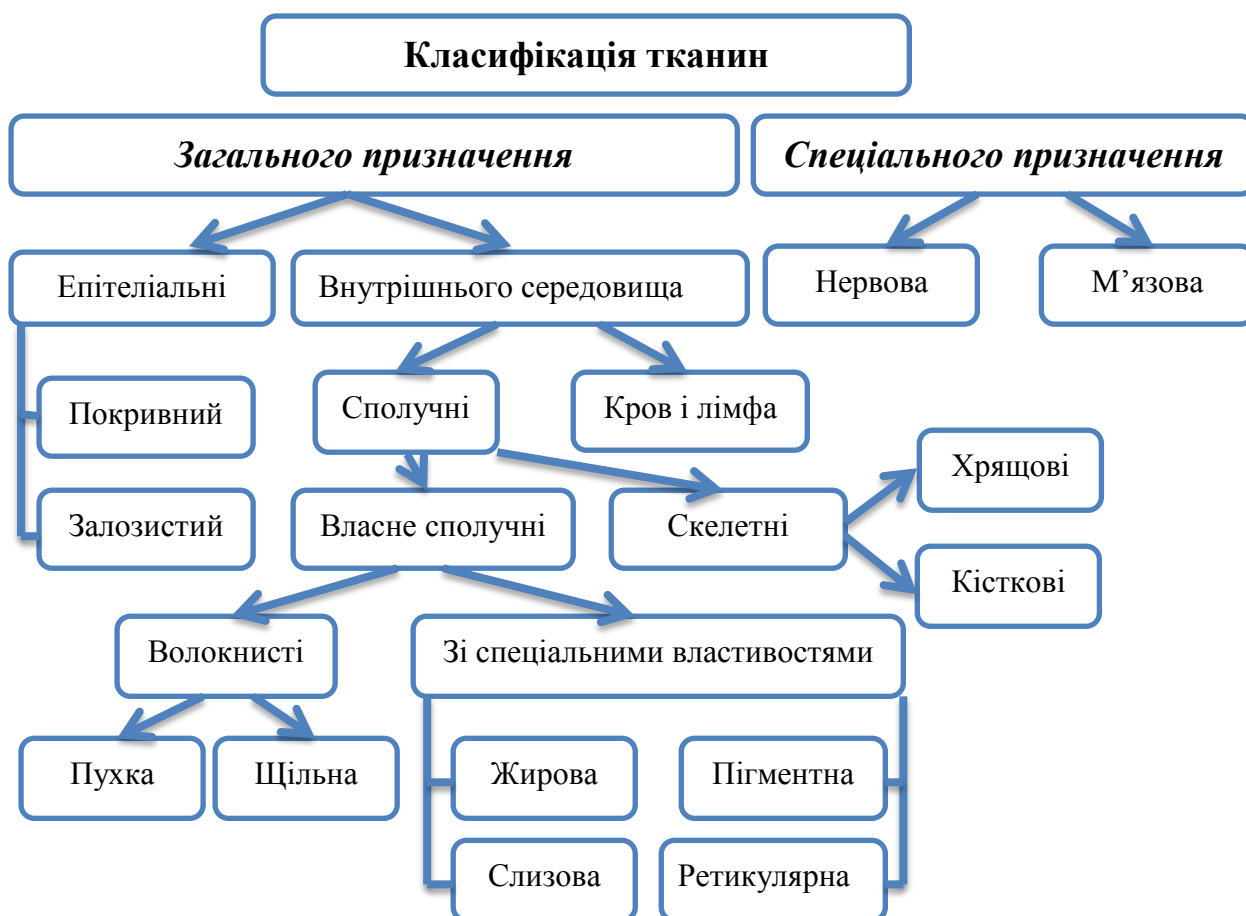 Класифікація тканин
Загального призначення
Спеціального призначення
Епітеліальні
Внутрішнього середовища
Нервова
М’язова
Покривний
Сполучні
Кров і лімфа
Хрящові
Залозистий
Власне сполучні
Скелетні
Кісткові
Волокнисті
Зі спеціальними властивостями
Пухка
Щільна
Жирова
Пігментна
Слизова
Ретикулярна